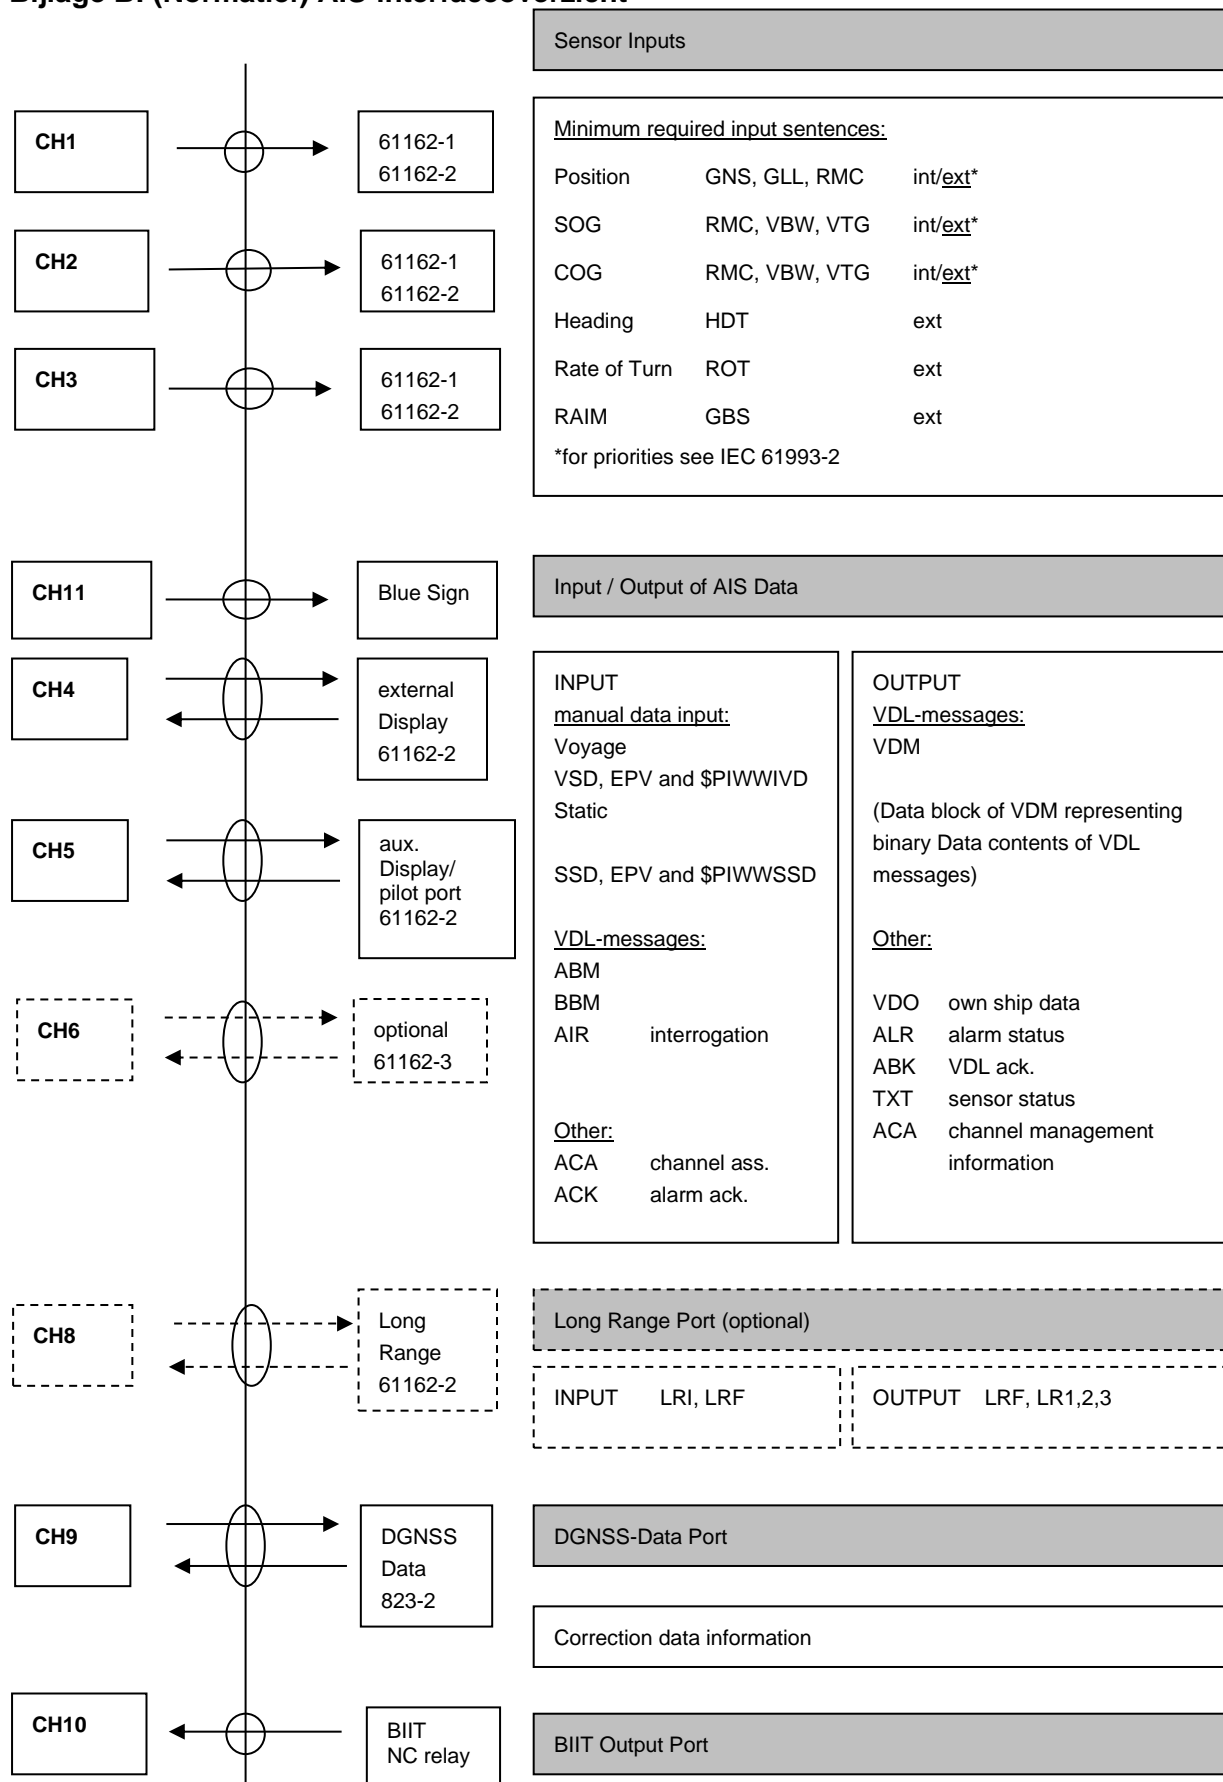 Bijlage B: (Normatief) AIS-interfaceoverzicht
Sensor Inputs
CH1
61162-1
61162-2
Minimum required input sentences:
Position GNS, GLL, RMC int/ext*
SOG RMC, VBW, VTG int/ext*
COG RMC, VBW, VTG int/ext*
Heading HDT ext
Rate of Turn ROT ext
RAIM GBS ext
*for priorities see IEC 61993-2
CH2
61162-1
61162-2
CH3
61162-1
61162-2
CH11
Blue Sign
Input / Output of AIS Data
CH4
external
Display
61162-2
CH5
aux.
Display/
pilot port
61162-2
CH6
optional
61162-3
INPUT
manual data input:
Voyage
VSD, EPV and $PIWWIVD
Static
SSD, EPV and $PIWWSSD
VDL-messages:
ABM
BBM
AIR interrogation
Other:
ACA channel ass.
ACK alarm ack.
OUTPUT
VDL-messages:
VDM
(Data block of VDM representing
binary Data contents of VDL
messages)
Other:
VDO own ship data
ALR alarm status
ABK VDL ack.
TXT sensor status
ACA channel management
information
CH8
Long
Range
61162-2
Long Range Port (optional)
INPUT LRI, LRF
OUTPUT LRF, LR1,2,3
CH9
DGNSS
Data
823-2
DGNSS-Data Port
Correction data information
CH10
BIIT
NC relay
BIIT Output Port